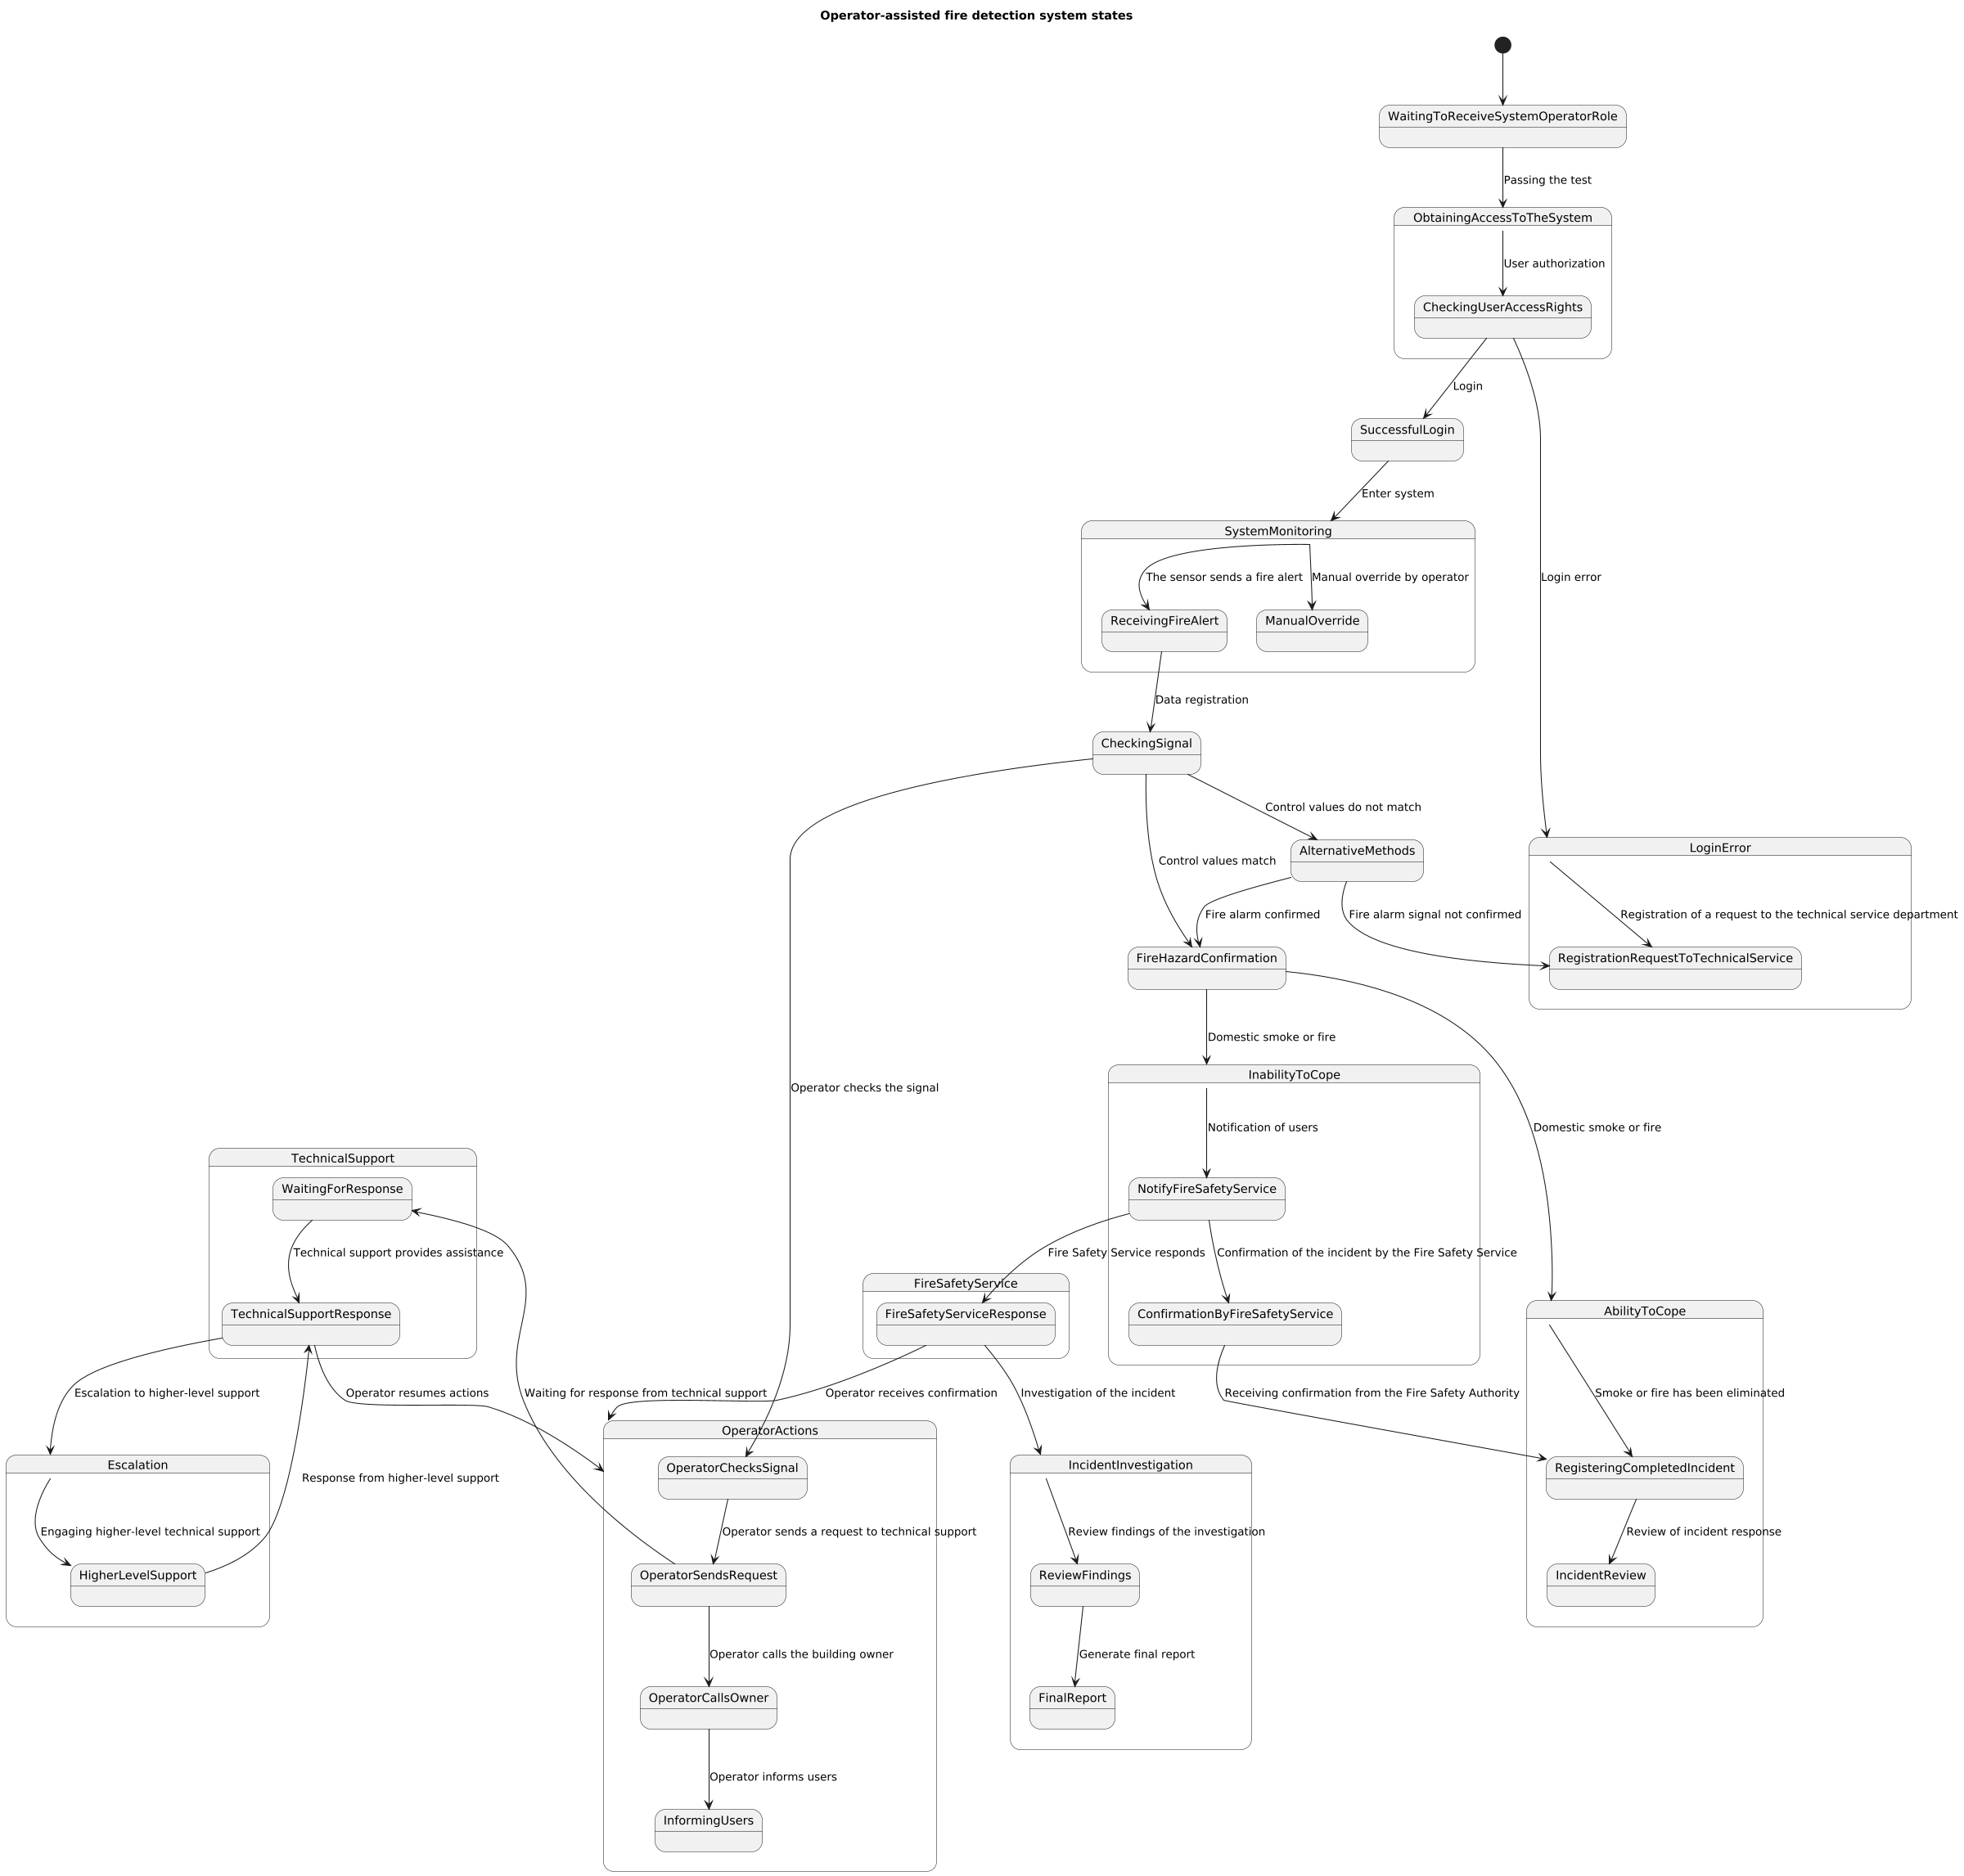 Operator-assisted fire detection system states
WaitingToReceiveSystemOperatorRole
Passing the test
ObtainingAccessToTheSystem
User authorization
CheckingUserAccessRights
Login
SuccessfulLogin
Enter system
SystemMonitoring
The sensor sends a fire alert
Manual override by operator
Login error
ReceivingFireAlert
ManualOverride
Data registration
CheckingSignal
Control values do not match
Control values match
AlternativeMethods
LoginError
Fire alarm confirmed
Fire alarm signal not confirmed
Registration of a request to the technical service department
FireHazardConfirmation
RegistrationRequestToTechnicalService
Domestic smoke or fire
InabilityToCope
Operator checks the signal
Notification of users
Domestic smoke or fire
TechnicalSupport
WaitingForResponse
NotifyFireSafetyService
Technical support provides assistance
Fire Safety Service responds
Confirmation of the incident by the Fire Safety Service
FireSafetyService
TechnicalSupportResponse
FireSafetyServiceResponse
ConfirmationByFireSafetyService
AbilityToCope
Escalation to higher-level support
Operator resumes actions
Waiting for response from technical support
Operator receives confirmation
Investigation of the incident
Receiving confirmation from the Fire Safety Authority
Smoke or fire has been eliminated
OperatorActions
Escalation
Response from higher-level support
OperatorChecksSignal
IncidentInvestigation
RegisteringCompletedIncident
Engaging higher-level technical support
Operator sends a request to technical support
Review findings of the investigation
Review of incident response
HigherLevelSupport
OperatorSendsRequest
ReviewFindings
IncidentReview
Operator calls the building owner
Generate final report
OperatorCallsOwner
FinalReport
Operator informs users
InformingUsers